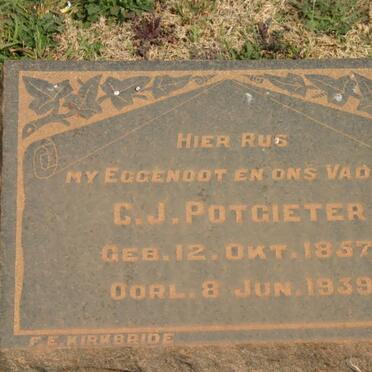 HIER RUS
MY EGGENOOT EN ONS VAD
C.J. POTGIETER
GEB. 12. OKT. 1857
OORL. 8 JUN. 1939
F.E. KIRKBRIDE